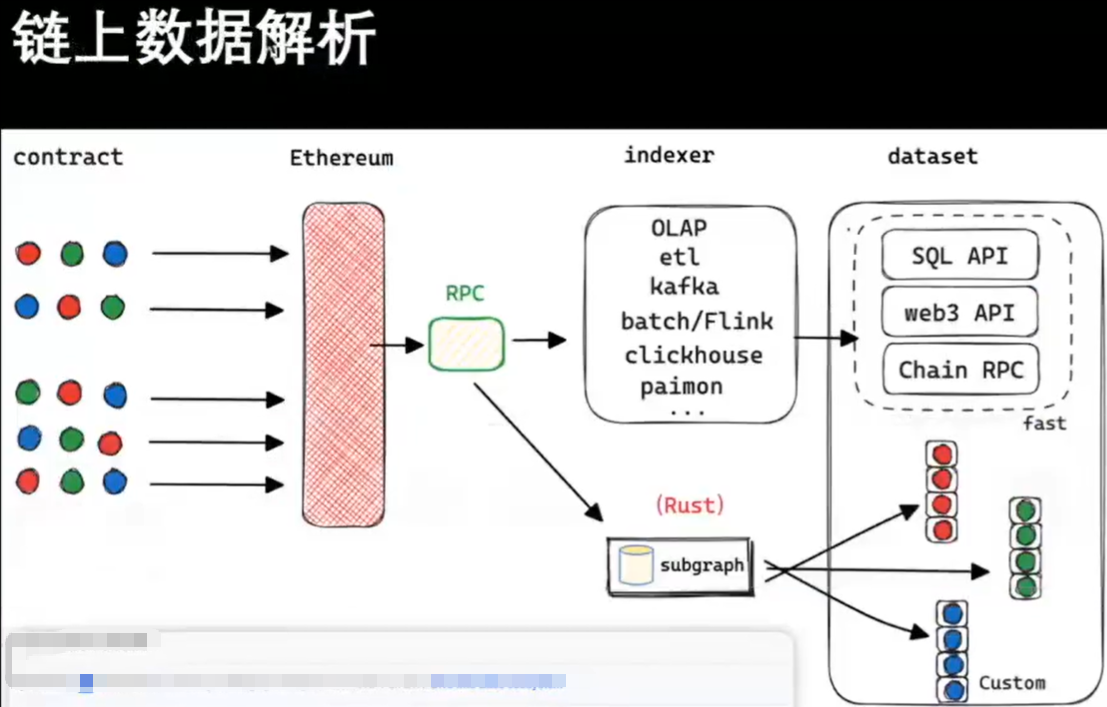 链上数据解析
contract
Ethereum
indexer
dataset
RPC
OLAP
etl
kafka
batch/Flink
clickhouse
paimon
...
SQL API
web3 API
Chain RPC
fast
(Rust)
subgraph
Custom